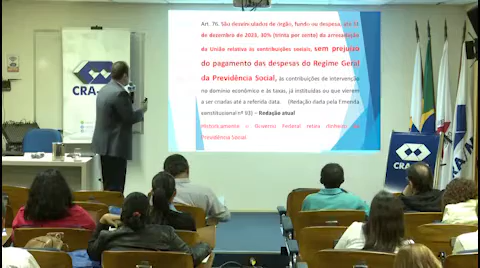 Art. 76. São desvinculados de órgão, fundo ou despesa, até 31
de dezembro de 2023, 30% (trinta por cento) da arrecadação
da União relativa às contribuições sociais, sem prejuízo
do pagamento das despesas do Regime Geral
da Previdência Social, às contribuições de intervenção
no domínio econômico e às taxas, já instituídas ou que vierem
a ser criadas até a referida data. (Redação dada pela Emenda
constitucional nº 93) – Redação atual
Historicamente o Governo Federal retira dinheiro da
Previdência Social.
CRA-
CRA-
CRA-